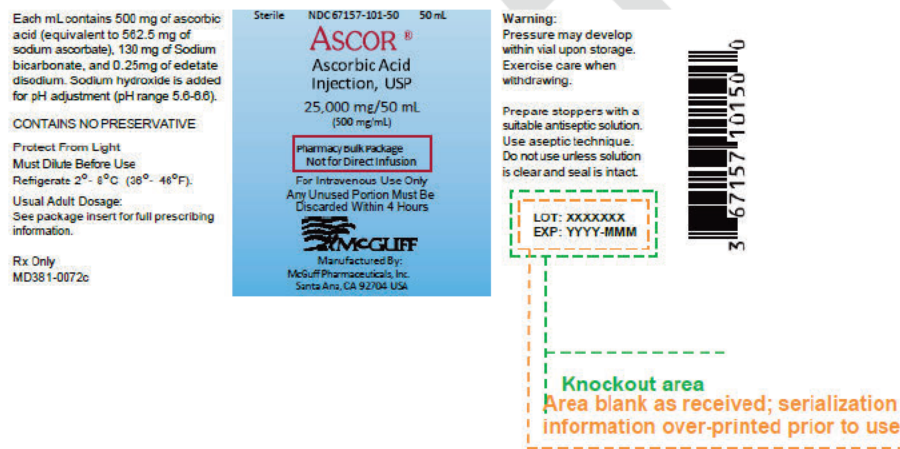 Each mL contains 500 mg of ascorbic
acid (equivalent to 562.5 mg of
sodium ascorbate), 130 mg of Sodium
bicarbonate, and 0.25mg of edetate
disodium. Sodium hydroxide is added
for pH adjustment (pH range 5.6-6.6).
CONTAINS NO PRESERVATIVE
Protect From Light
Must Dilute Before Use
Refrigerate 2°- 8°C (36°- 46°F).
Usual Adult Dosage:
See package insert for full prescribing
information.
Rx Only
MD381-0072c
Sterile NDC 67157-101-50 50 mL
ASCOR ®
Ascorbic Acid
Injection, USP
25,000 mg/50 mL
(500 mg/mL)
Pharmacy Bulk Package
Not for Direct Infusion
For Intravenous Use Only
Any Unused Portion Must Be
Discarded Within 4 Hours
MCGUFF
Manufactured By:
McGuff Pharmaceuticals, Inc.
Santa Ana, CA 92704 USA
Warning:
Pressure may develop
within vial upon storage.
Exercise care when
withdrawing.
Prepare stoppers with a
suitable antiseptic solution.
Use aseptic technique.
Do not use unless solution
is clear and seal is intact.
LOT: XXXXXXX
EXP: YYYY-MMM
3 67157 10150 0
Knockout area
Area blank as received; serialization
information over-printed prior to use